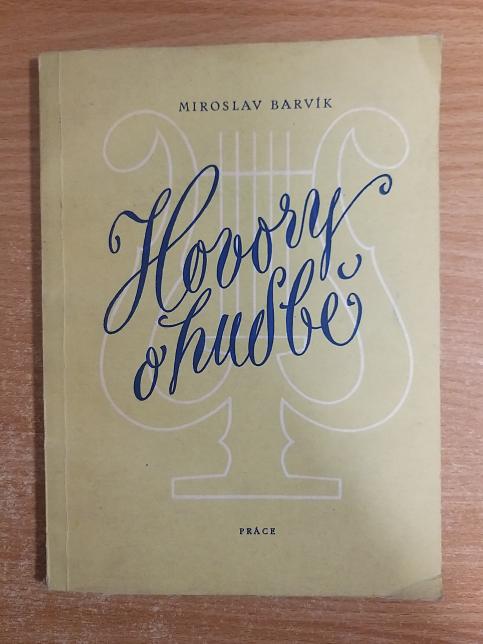 MIROSLAV BARVÍK
Hovory
o hudbě
PRÁCE